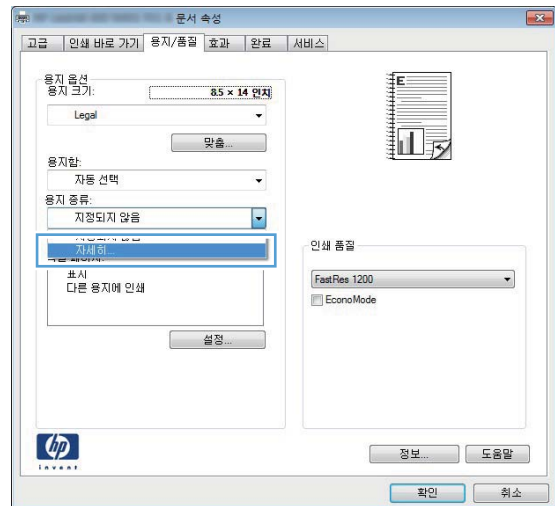 문서 속성
고급 인쇄 바로 가기 용지/품질 효과 완료 서비스
용지 옵션
용지 크기: 8.5 × 14 인치
Legal
맞춤...
용지함:
자동 선택
용지 종류:
지정되지 않음
자세히...
표지
다른 용지에 인쇄
설정...
E
인쇄 품질
FastRes 1200
EconoMode
hp
invent
정보... 도움말
확인 취소